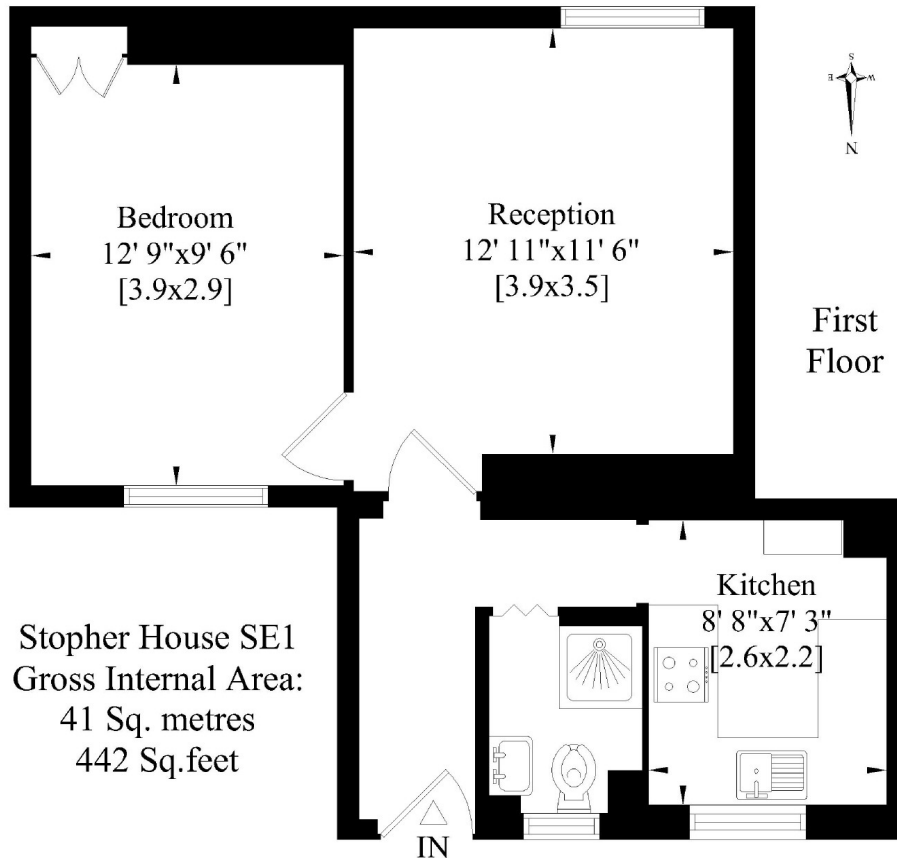 S
E
W
N
Bedroom
12' 9"x9' 6"
[3.9x2.9]
Reception
12' 11"x11' 6"
[3.9x3.5]
First
Floor
Kitchen
8' 8"x7' 3"
[2.6x2.2]
Stopher House SE1
Gross Internal Area:
41 Sq. metres
442 Sq.feet
IN